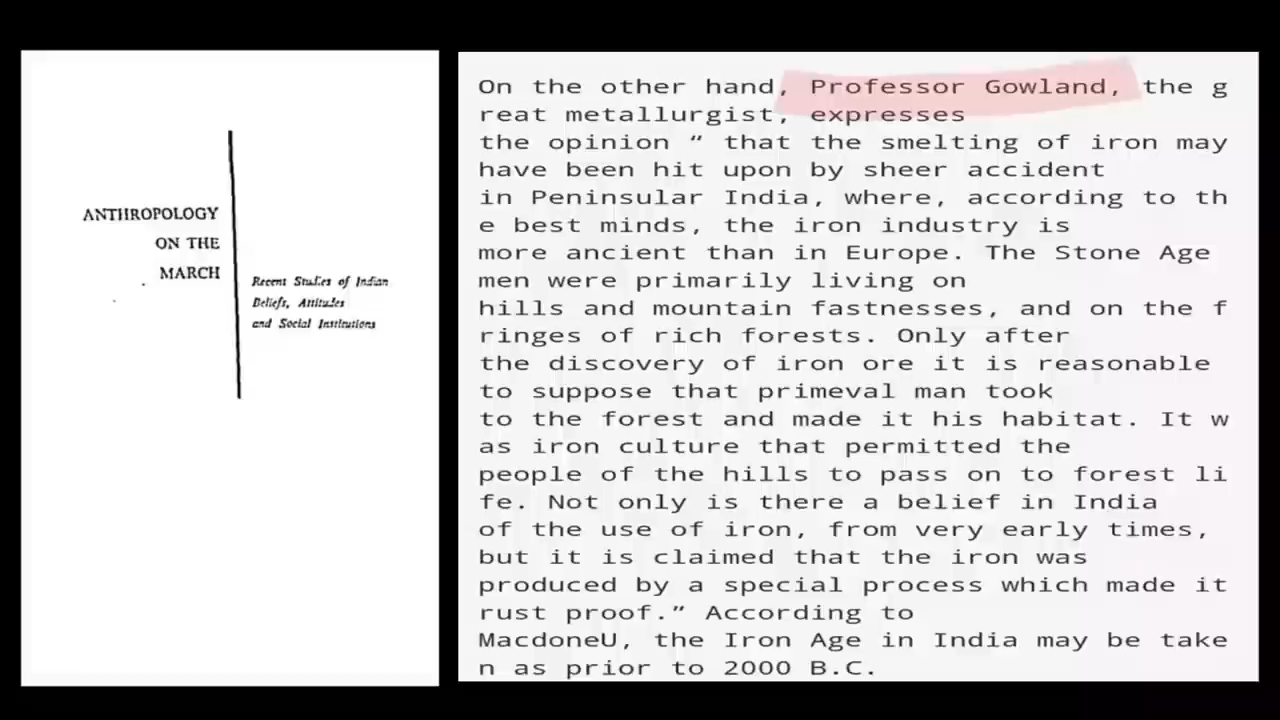 ANTHROPOLOGY
ON THE
MARCH
Recent Studies of Indian
Beliefs, Attitudes
and Social Institutions
On the other hand, Professor Gowland, the g
reat metallurgist, expresses
the opinion “ that the smelting of iron may
have been hit upon by sheer accident
in Peninsular India, where, according to th
e best minds, the iron industry is
more ancient than in Europe. The Stone Age
men were primarily living on
hills and mountain fastnesses, and on the f
ringes of rich forests. Only after
the discovery of iron ore it is reasonable
to suppose that primeval man took
to the forest and made it his habitat. It w
as iron culture that permitted the
people of the hills to pass on to forest li
fe. Not only is there a belief in India
of the use of iron, from very early times,
but it is claimed that the iron was
produced by a special process which made it
rust proof.” According to
MacdoneU, the Iron Age in India may be take
n as prior to 2000 B.C.